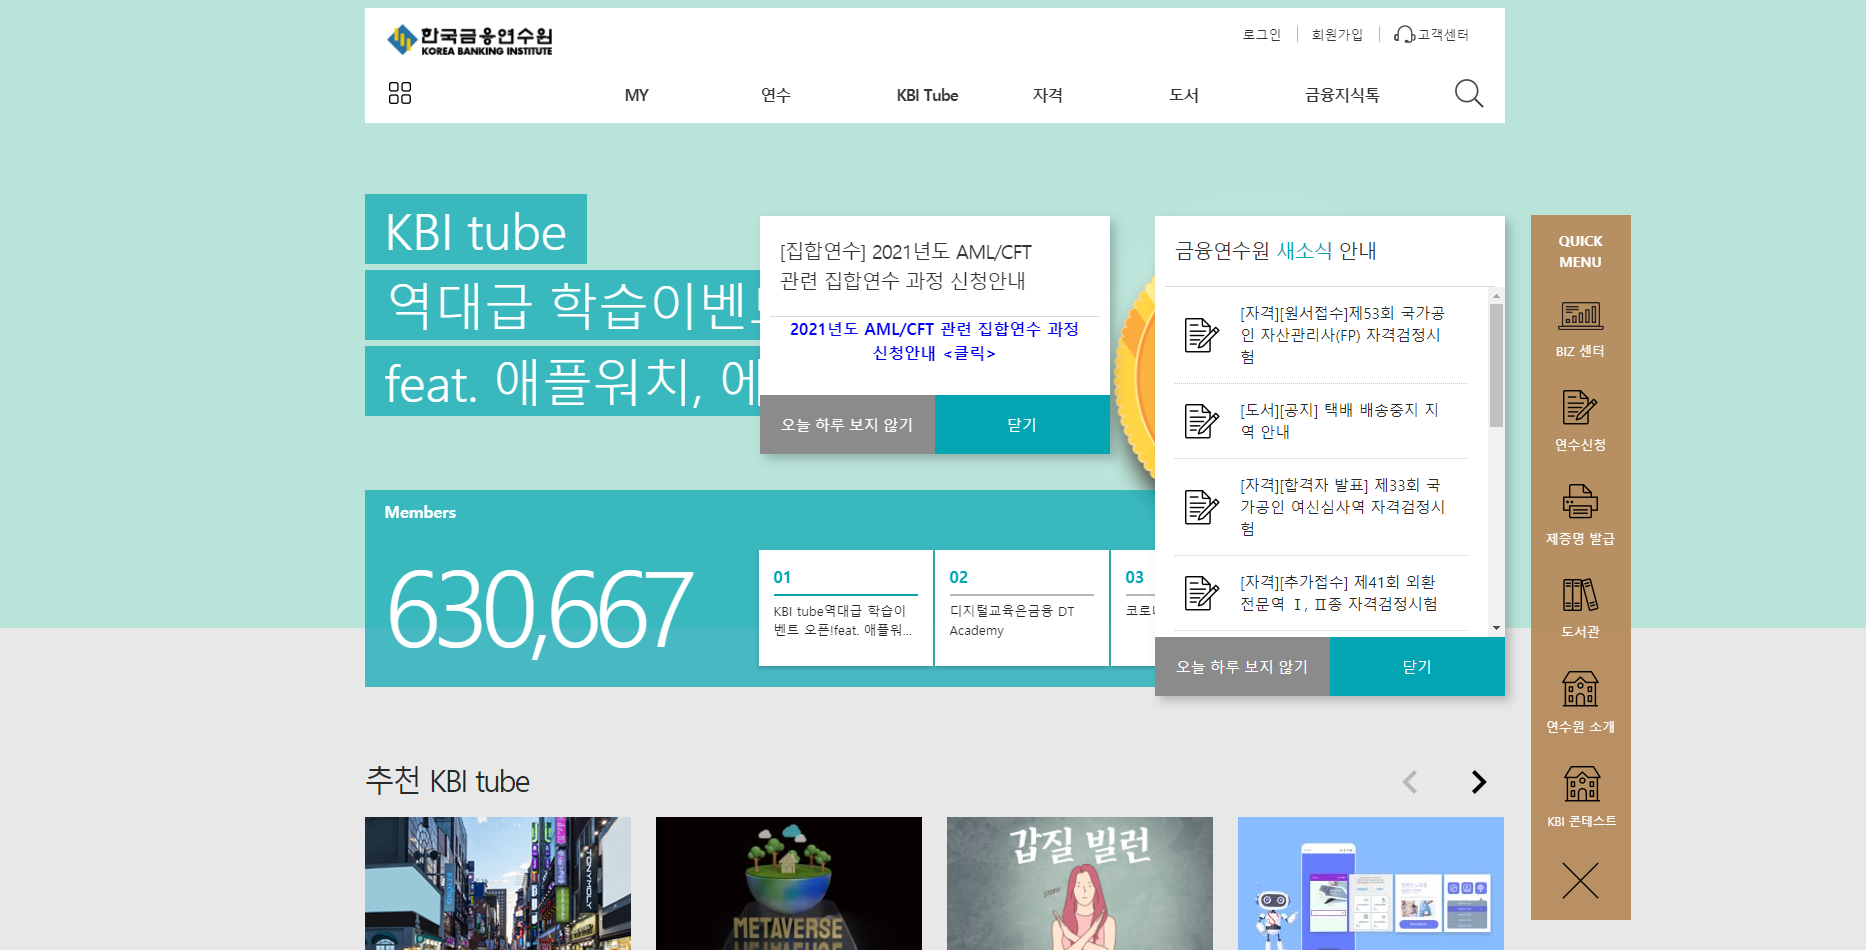 한국금융연수원
KOREA BANKING INSTITUTE
로그인
회원가입
고객센터
MY
연수
KBI Tube
자격
도서
금융지식톡
KBI tube
역대급 학습이벤
feat. 애플워치, 에
[집합연수] 2021년도 AML/CFT
관련 집합연수 과정 신청안내
2021년도 AML/CFT 관련 집합연수 과정
신청안내 <클릭>
오늘 하루 보지 않기
닫기
금융연수원 새소식 안내
[자격][원서접수]제53회 국가공
인 자산관리사(FP) 자격검정시
험
[도서][공지] 택배 배송중지 지
역 안내
[자격][합격자 발표] 제33회 국
가공인 여신심사역 자격검정시
험
[자격][추가접수] 제41회 외환
전문역 Ⅰ, Ⅱ종 자격검정시험
오늘 하루 보지 않기
닫기
QUICK
MENU
BIZ 센터
연수신청
제증명 발급
도서관
연수원 소개
KBI 콘테스트
Members
630,667
01
KBI tube역대급 학습이
벤트 오픈!feat. 애플워...
02
디지털교육은금융 DT
Academy
03
코로
추천 KBI tube
TONYMOLY
METAVERSE
갑질 빌런
STOP!